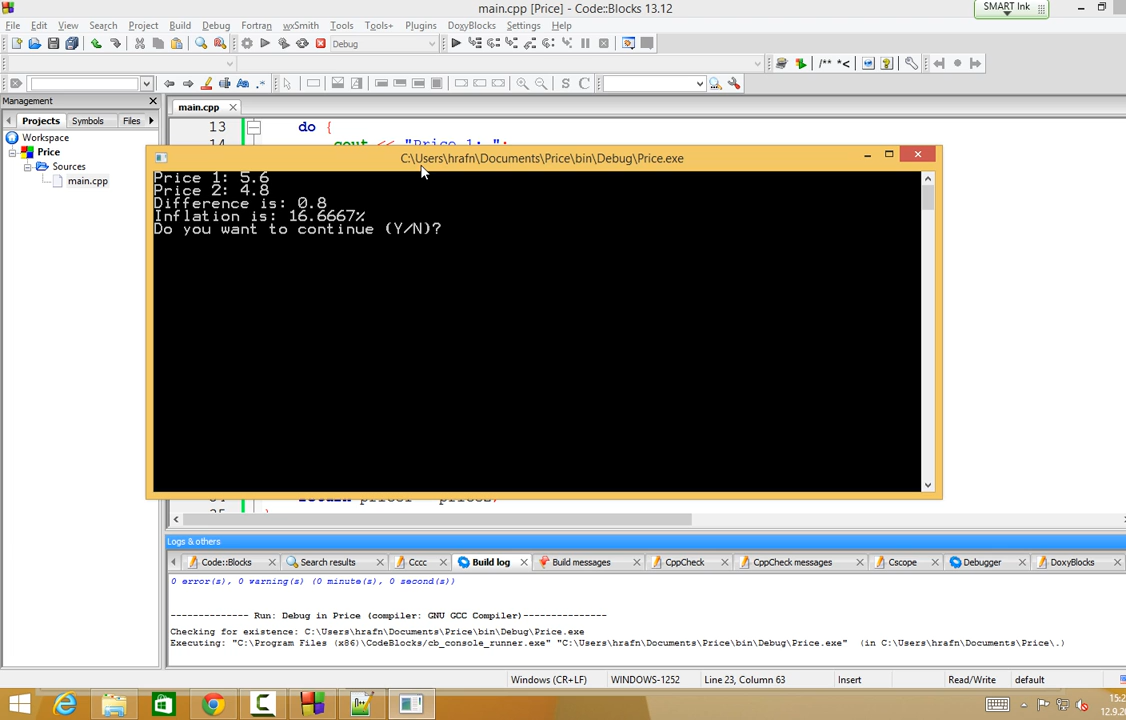 main.cpp [Price] - Code::Blocks 13.12
SMART Ink
File Edit View Search Project Build Debug Fortran wxSmith Tools Tools+ Plugins DoxyBlocks Settings Help
Debug
/** *<
S C
Management
main.cpp
Projects Symbols Files
Workspace
Price
Sources
main.cpp
13 do {
C:\Users\hrafn\Documents\Price\bin\Debug\Price.exe
Price 1: 5.6
Price 2: 4.8
Difference is: 0.8
Inflation is: 16.6667%
Do you want to continue (Y/N)?
Logs & others
Code::Blocks Search results Cccc Build log Build messages CppCheck CppCheck messages Cscope Debugger DoxyBlocks
0 error(s), 0 warning(s) (0 minute(s), 0 second(s))
-------------- Run: Debug in Price (compiler: GNU GCC Compiler)---------------
Checking for existence: C:\Users\hrafn\Documents\Price\bin\Debug\Price.exe
Executing: "C:\Program Files (x86)\CodeBlocks/cb_console_runner.exe" "C:\Users\hrafn\Documents\Price\bin\Debug\Price.exe" (in C:\Users\hrafn\Documents\Price\.)
Windows (CR+LF) WINDOWS-1252 Line 23, Column 63 Insert Read/Write default